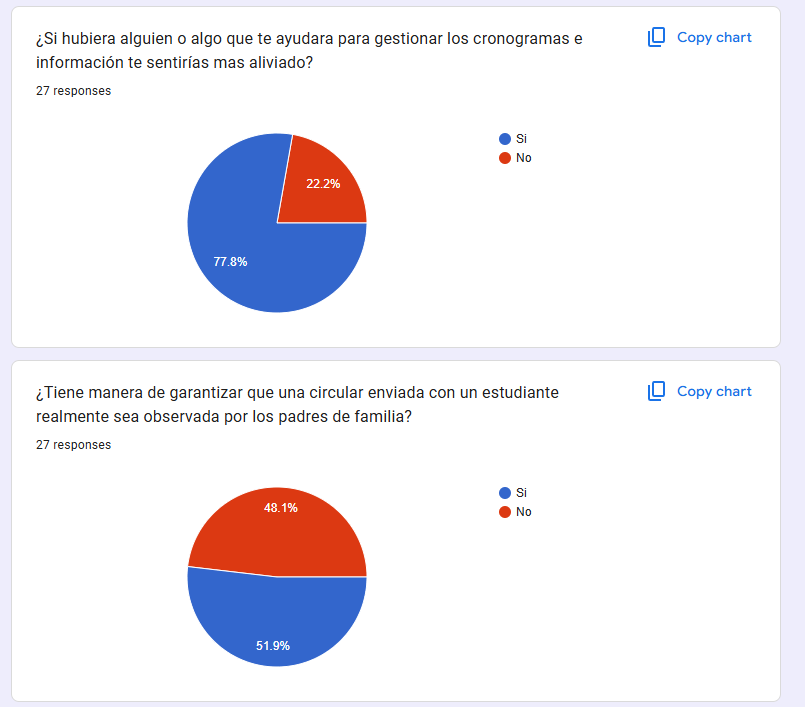 ¿Si hubiera alguien o algo que te ayudara para gestionar los cronogramas e
información te sentirías mas aliviado?
Copy chart
27 responses
Si
No
22.2%
77.8%
¿Tiene manera de garantizar que una circular enviada con un estudiante
realmente sea observada por los padres de familia?
Copy chart
27 responses
Si
No
48.1%
51.9%